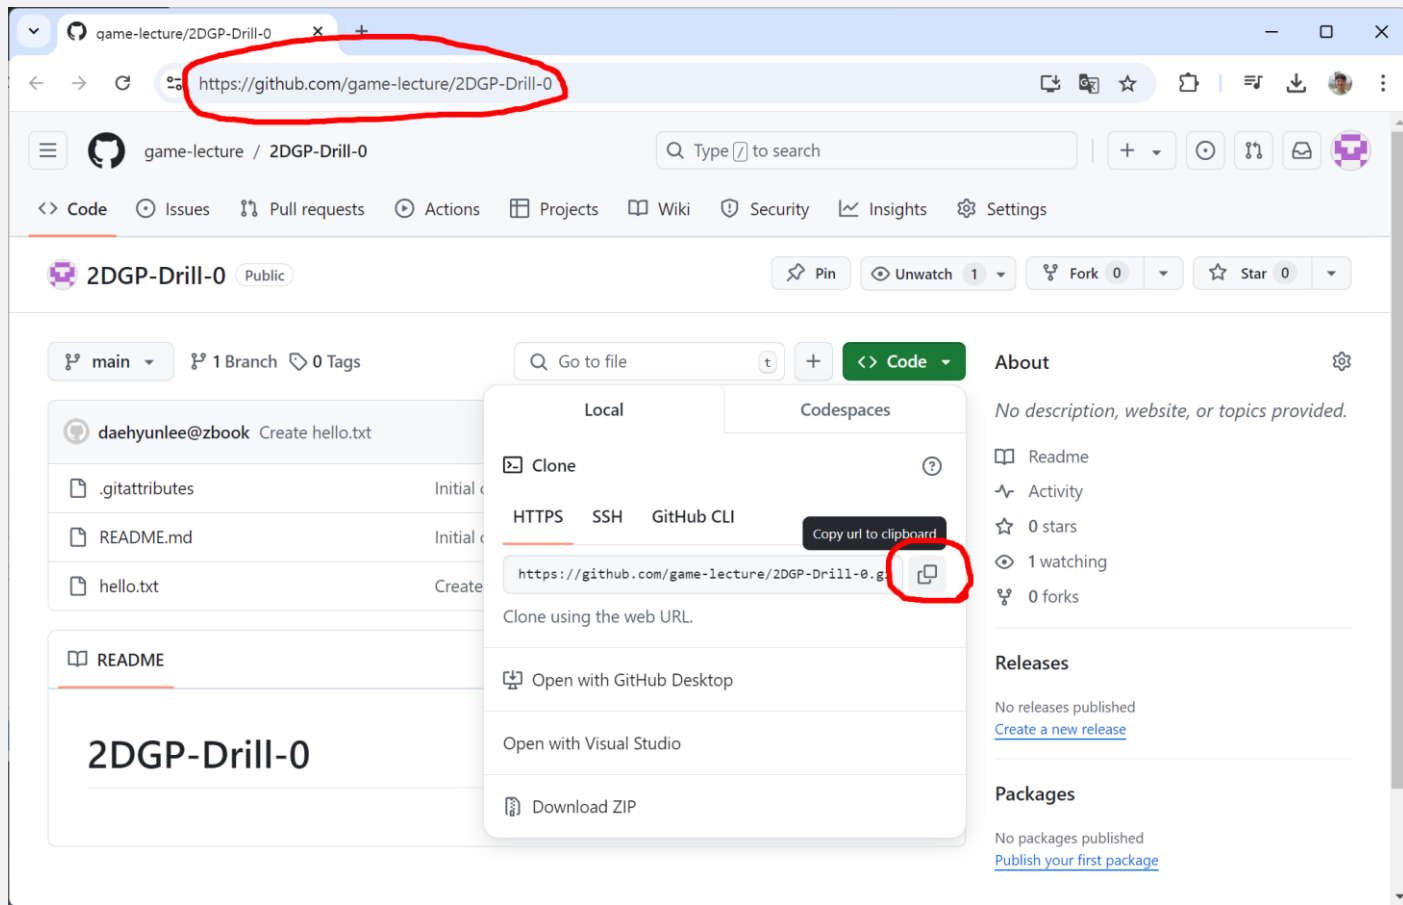 game-lecture/2DGP-Drill-0
https://github.com/game-lecture/2DGP-Drill-0
game-lecture / 2DGP-Drill-0
Type / to search
Code Issues Pull requests Actions Projects Wiki Security Insights Settings
2DGP-Drill-0 Public
Pin Unwatch 1 Fork 0 Star 0
main 1 Branch 0 Tags Go to file t Code
About
Local Codespaces
No description, website, or topics provided.
daehyunlee@zbook Create hello.txt
Clone
Readme
.gitattributes Initial
Activity
HTTPS SSH GitHub CLI
0 stars
README.md Initial
Copy url to clipboard
1 watching
https://github.com/game-lecture/2DGP-Drill-0.g
hello.txt Create
0 forks
Clone using the web URL.
README
Releases
Open with GitHub Desktop
No releases published
Create a new release
Open with Visual Studio
2DGP-Drill-0
Packages
Download ZIP
No packages published
Publish your first package